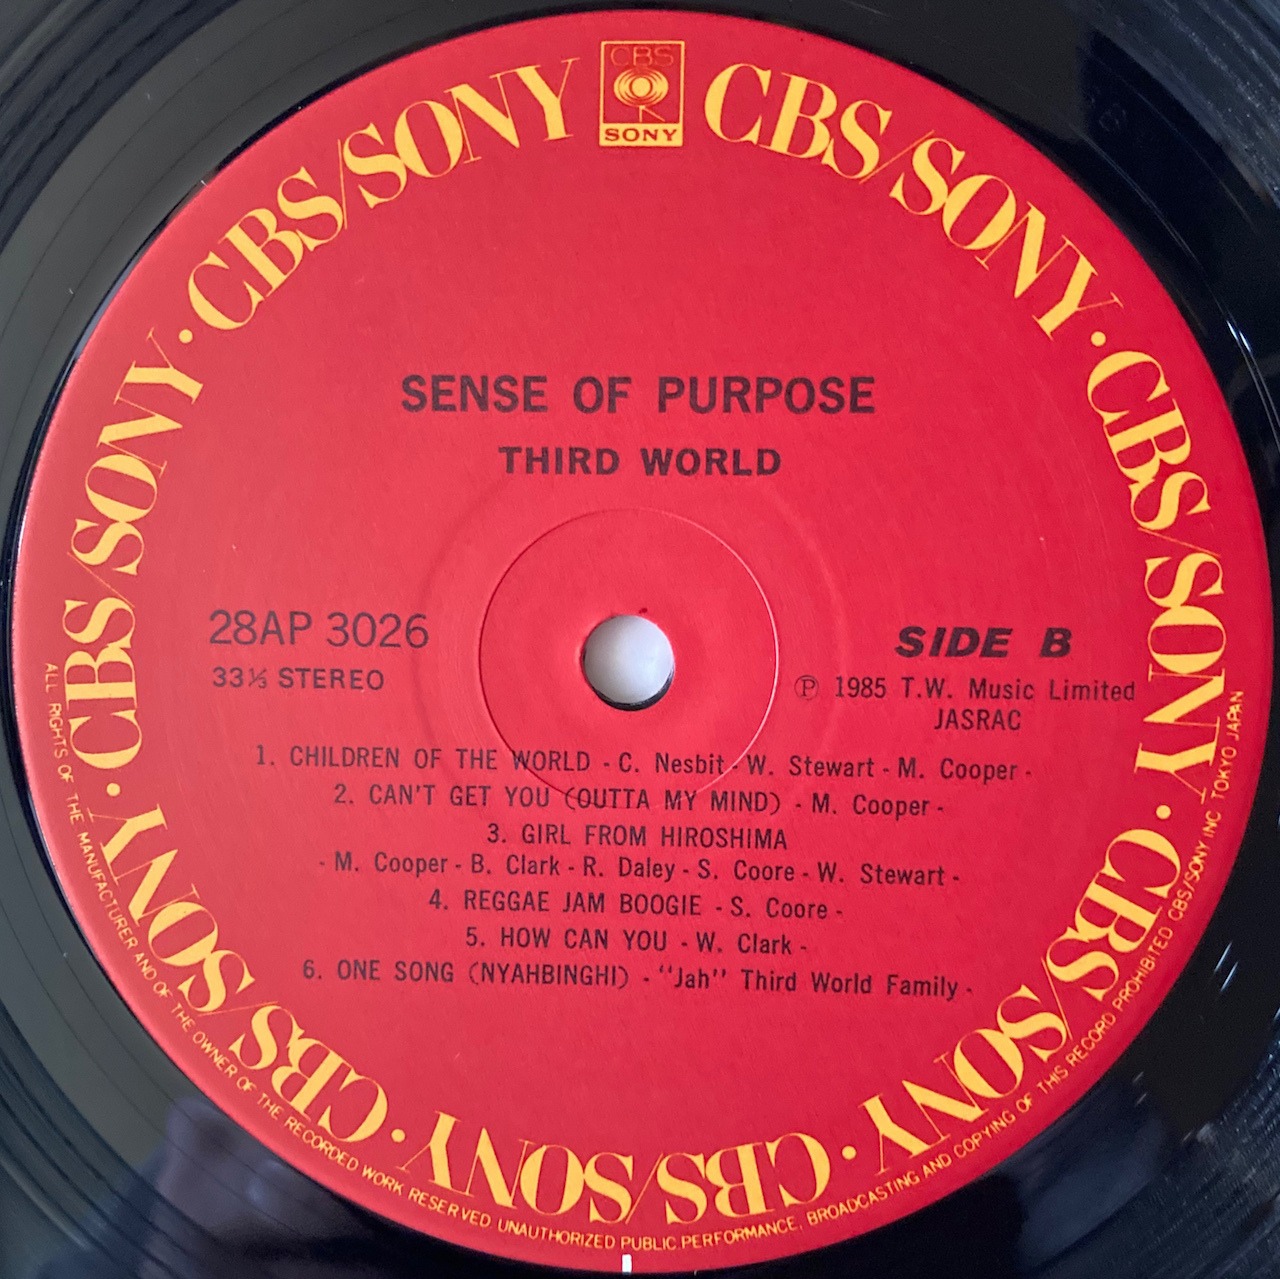 CBS
SONY
CBS/SONY · CBS/SONY · CBS/SONY · CBS/SONY · CBS/SONY · CBS/SONY · CBS/SONY · CBS/SONY
SENSE OF PURPOSE
THIRD WORLD
28AP 3026
33⅓ STEREO
SIDE B
Ⓟ 1985 T.W. Music Limited
JASRAC
1. CHILDREN OF THE WORLD - C. Nesbit - W. Stewart - M. Cooper -
2. CAN'T GET YOU (OUTTA MY MIND) - M. Cooper -
3. GIRL FROM HIROSHIMA
- M. Cooper - B. Clark - R. Daley - S. Coore - W. Stewart -
4. REGGAE JAM BOOGIE - S. Coore -
5. HOW CAN YOU - W. Clark -
6. ONE SONG (NYAHBINGHI) - "Jah" Third World Family -
ALL RIGHTS OF THE MANUFACTURER AND OF THE OWNER OF THE RECORDED WORK RESERVED. UNAUTHORIZED PUBLIC PERFORMANCE, BROADCASTING AND COPYING OF THIS RECORD PROHIBITED CBS/SONY INC. TOKYO JAPAN